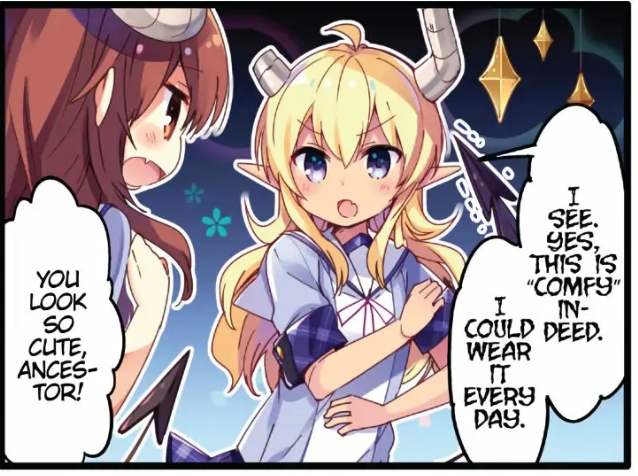 I
SEE.
YES,
THIS IS
"COMFY"
IN-
DEED.
I
COULD
WEAR
IT
EVERY
DAY.
YOU
LOOK
SO
CUTE,
ANCES-
TOR!